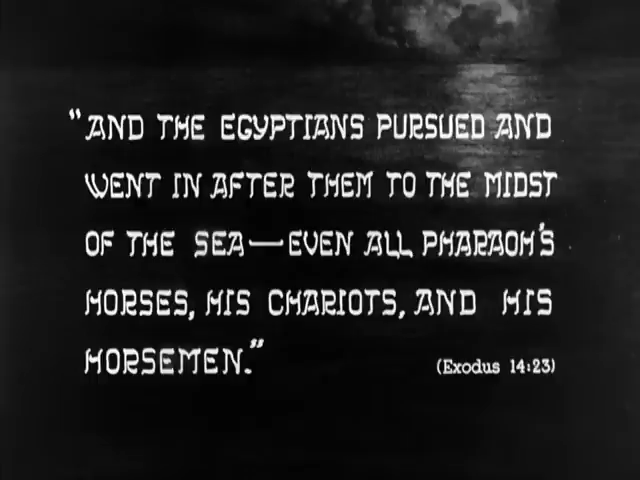 "AND THE EGYPTIANS PURSUED AND
WENT IN AFTER THEM TO THE MIDST
OF THE SEA—EVEN ALL PHARAOH'S
HORSES, HIS CHARIOTS, AND HIS
HORSEMEN."
(Exodus 14:23)